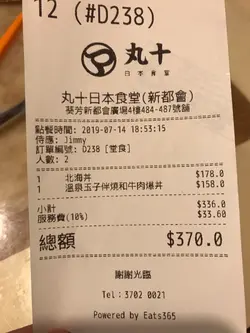 12 (#D238)
丸十
日本食堂
丸十日本食堂(新都會)
葵芳新都會廣場4樓484-487號舖
點餐時間: 2019-07-14 18:53:15
侍應: Jimmy
訂單編號: D238 [堂食]
人數: 2
1 北海丼 $178.0
1 溫泉玉子伴燒和牛肉爆丼 $158.0
小計 $336.0
服務費(10%) $33.60
總額 $370.0
謝謝光臨
Tel：3702 0021
Powered by Eats365